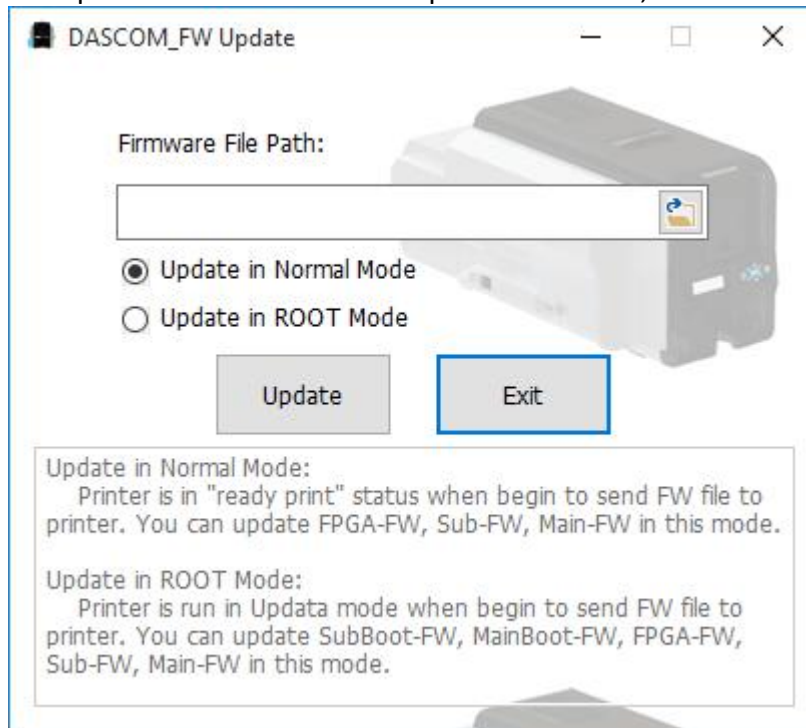 DASCOM_FW Update
Firmware File Path:
Update in Normal Mode
Update in ROOT Mode
Update
Exit
Update in Normal Mode:
Printer is in "ready print" status when begin to send FW file to
printer. You can update FPGA-FW, Sub-FW, Main-FW in this mode.
Update in ROOT Mode:
Printer is run in Updata mode when begin to send FW file to
printer. You can update SubBoot-FW, MainBoot-FW, FPGA-FW,
Sub-FW, Main-FW in this mode.